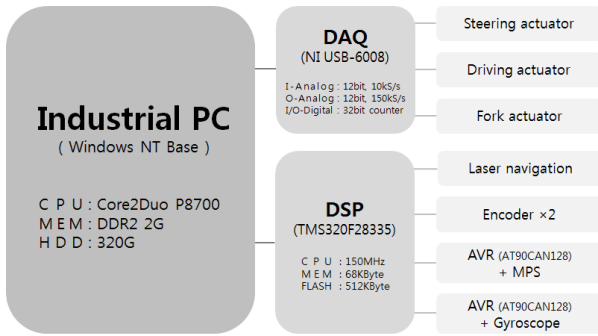 Industrial PC
( Windows NT Base )
C P U : Core2Duo P8700
M E M : DDR2 2G
H D D : 320G
DAQ
(NI USB-6008)
I-Analog : 12bit, 10kS/s
O-Analog : 12bit, 150kS/s
I/O-Digital : 32bit counter
DSP
(TMS320F28335)
C P U : 150MHz
M E M : 68KByte
FLASH : 512KByte
Steering actuator
Driving actuator
Fork actuator
Laser navigation
Encoder ×2
AVR (AT90CAN128)
+ MPS
AVR (AT90CAN128)
+ Gyroscope